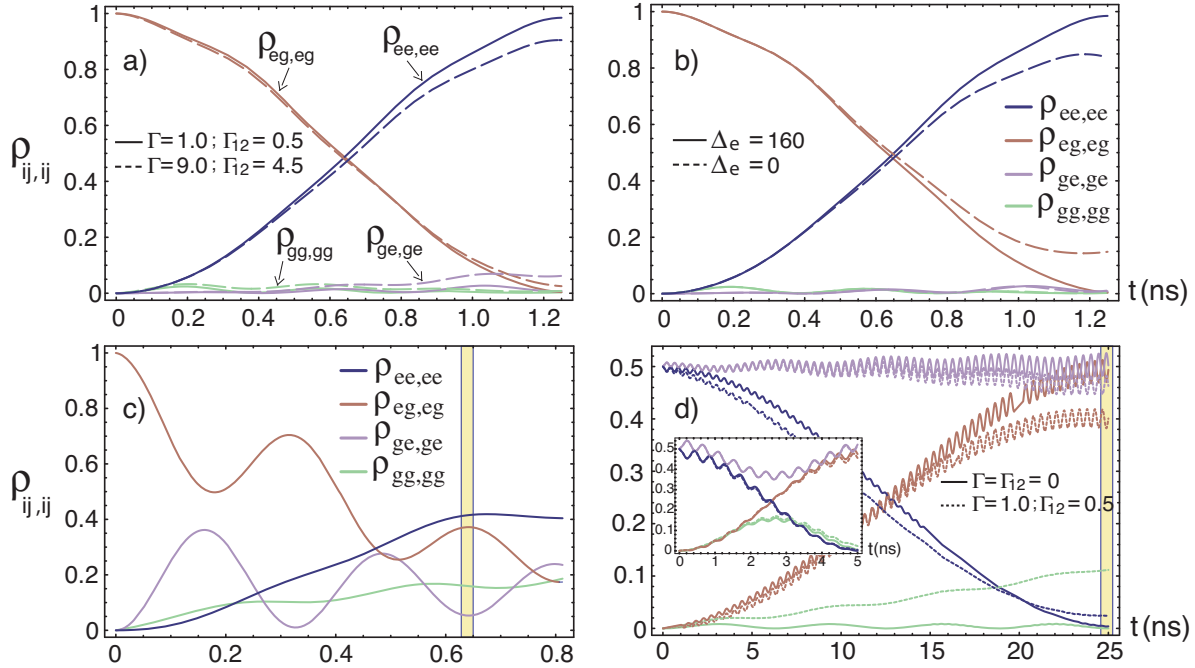 a)
ρeg,eg
ρee,ee
Γ=1.0 ; Γ12= 0.5
Γ=9.0 ; Γ12= 4.5
ρgg,gg
ρge,ge
ρij,ij
1
0.8
0.6
0.4
0.2
0
0 0.2 0.4 0.6 0.8 1.0 1.2
b)
Δe = 160
Δe = 0
ρee,ee
ρeg,eg
ρge,ge
ρgg,gg
1
0.8
0.6
0.4
0.2
0
0 0.2 0.4 0.6 0.8 1.0 1.2
t (ns)
c)
ρee,ee
ρeg,eg
ρge,ge
ρgg,gg
ρij,ij
1
0.8
0.6
0.4
0.2
0
0 0.2 0.4 0.6 0.8
d)
0.5
0.4
0.3
0.2
0.1
0
0.5
0.4
0.3
0.2
0.1
0
0 1 2 3 4 5
t(ns)
Γ=Γ12= 0
Γ=1.0;Γ12=0.5
0 5 10 15 20 25
t (ns)